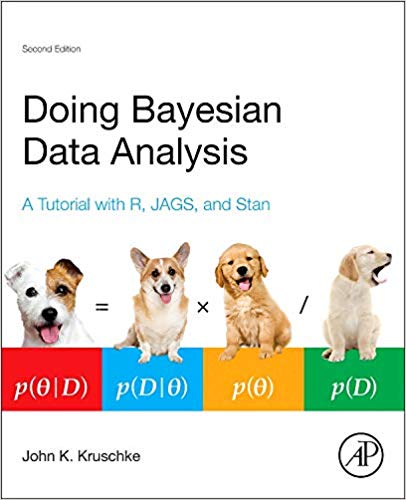 Second Edition
Doing Bayesian
Data Analysis
A Tutorial with R, JAGS, and Stan
= × /
p(θ|D) p(D|θ) p(θ) p(D)
John K. Kruschke
AP